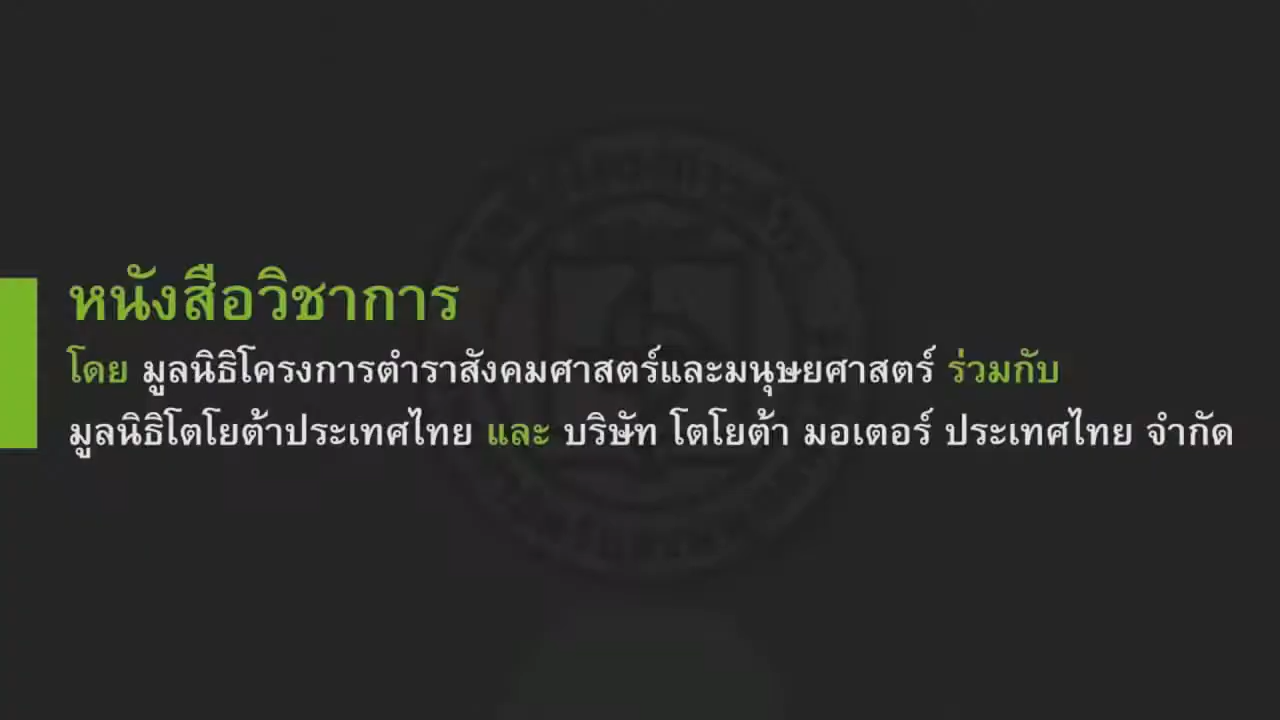 หนังสือวิชาการ
โดย มูลนิธิโครงการตำราสังคมศาสตร์และมนุษยศาสตร์ ร่วมกับ
มูลนิธิโตโยต้าประเทศไทย และ บริษัท โตโยต้า มอเตอร์ ประเทศไทย จำกัด